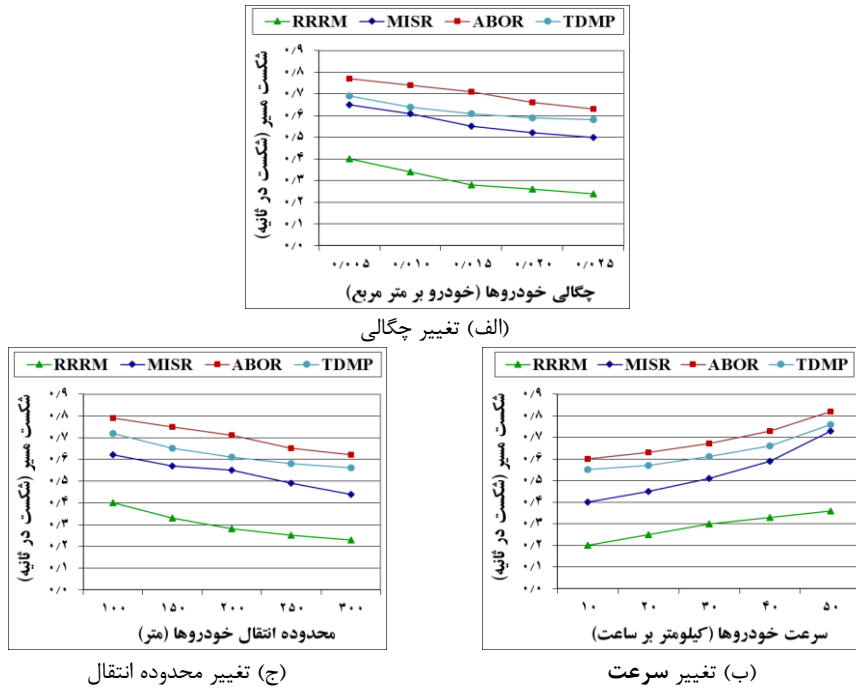 RRRM MISR ABOR TDMP
شکست مسیر (شکست در ثانیه)
۰/۹
۰/۸
۰/۷
۰/۶
۰/۵
۰/۴
۰/۳
۰/۲
۰/۱
۰/۰
۰/۰۰۵ ۰/۰۱۰ ۰/۰۱۵ ۰/۰۲۰ ۰/۰۲۵
چگالی خودروها (خودرو بر متر مربع)
(الف) تغییر چگالی
RRRM MISR ABOR TDMP
شکست مسیر (شکست در ثانیه)
۰/۹
۰/۸
۰/۷
۰/۶
۰/۵
۰/۴
۰/۳
۰/۲
۰/۱
۰/۰
۱۰ ۲۰ ۳۰ ۴۰ ۵۰
سرعت خودروها (کیلومتر بر ساعت)
(ب) تغییر سرعت
RRRM MISR ABOR TDMP
شکست مسیر (شکست در ثانیه)
۰/۹
۰/۸
۰/۷
۰/۶
۰/۵
۰/۴
۰/۳
۰/۲
۰/۱
۰/۰
۱۰۰ ۱۵۰ ۲۰۰ ۲۵۰ ۳۰۰
محدوده انتقال خودروها (متر)
(ج) تغییر محدوده انتقال